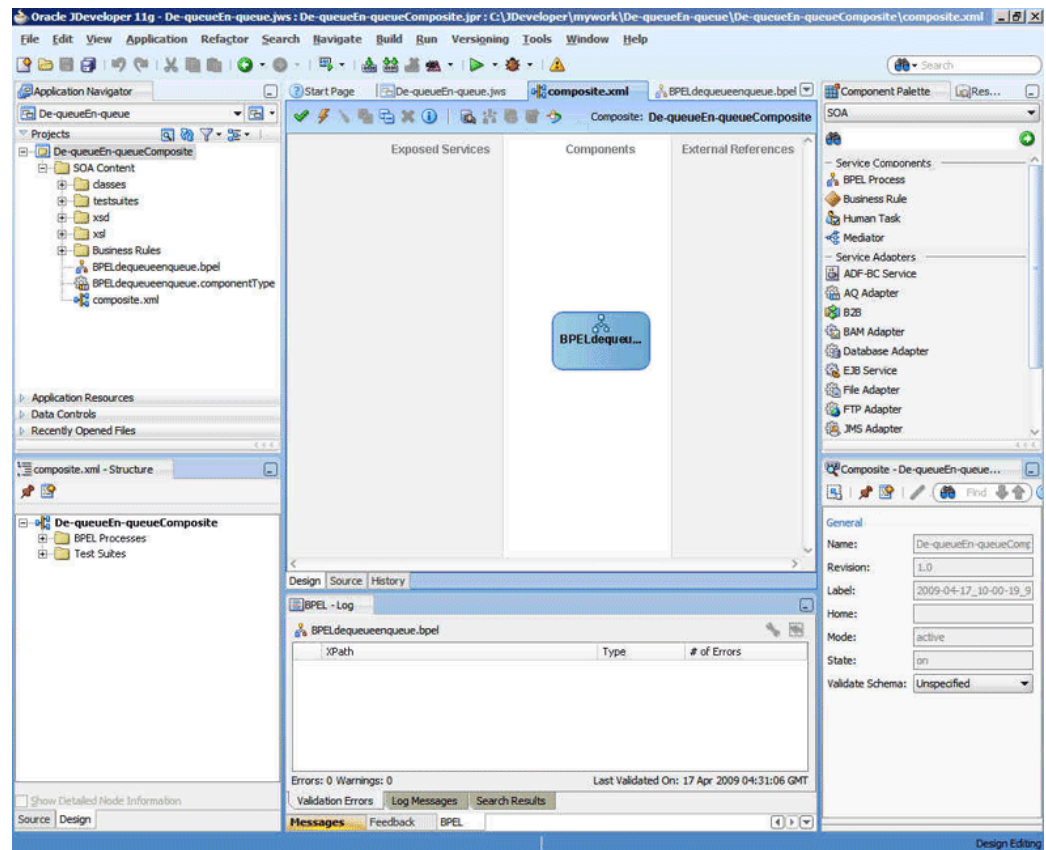 Oracle JDeveloper 11g - De-queueEn-queue.jws : De-queueEn-queueComposite.jpr : C:\JDeveloper\mywork\De-queueEn-queue\De-queueEn-queueComposite\composite.xml
File Edit View Application Refactor Search Navigate Build Run Versioning Tools Window Help
Search
Application Navigator
De-queueEn-queue
Projects
De-queueEn-queueComposite
SOA Content
classes
testsuites
xsd
xsl
Business Rules
BPELdequeueenqueue.bpel
BPELdequeueenqueue.componentType
composite.xml
Application Resources
Data Controls
Recently Opened Files
composite.xml - Structure
De-queueEn-queueComposite
BPEL Processes
Test Suites
Show Detailed Node Information
Source Design
Start Page De-queueEn-queue.jws composite.xml BPELdequeueenqueue.bpel
Composite: De-queueEn-queueComposite
Exposed Services Components External References
BPELdequeu...
Design Source History
BPEL - Log
BPELdequeueenqueue.bpel
XPath Type # of Errors
Errors: 0 Warnings: 0 Last Validated On: 17 Apr 2009 04:31:06 GMT
Validation Errors Log Messages Search Results
Messages Feedback BPEL
Component Palette Res...
SOA
Service Components
BPEL Process
Business Rule
Human Task
Mediator
Service Adapters
ADF-BC Service
AQ Adapter
B2B
BAM Adapter
Database Adapter
EJB Service
File Adapter
FTP Adapter
JMS Adapter
Composite - De-queueEn-queue...
Find
General
Name: De-queueEn-queueComp
Revision: 1.0
Label: 2009-04-17_10-00-19_9
Home:
Mode: active
State: on
Validate Schema: Unspecified
Design Editing